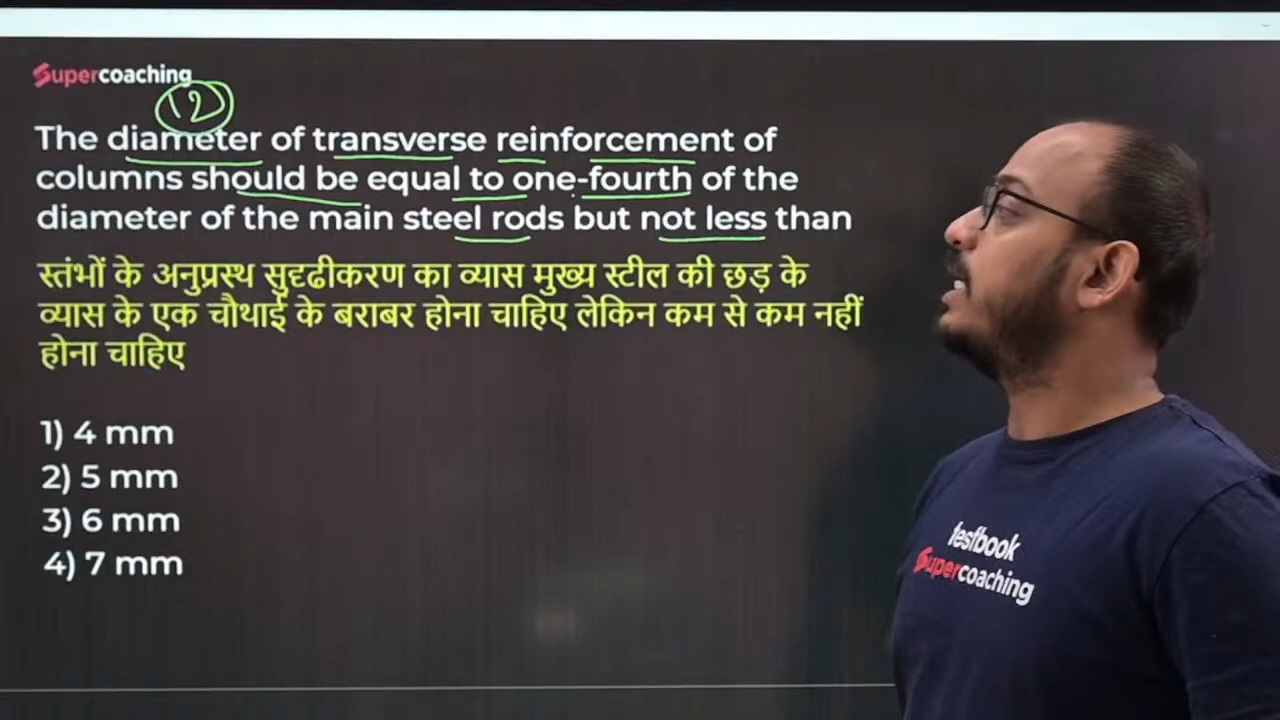 Supercoaching
12
The diameter of transverse reinforcement of
columns should be equal to one-fourth of the
diameter of the main steel rods but not less than
स्तंभों के अनुप्रस्थ सुदृढीकरण का व्यास मुख्य स्टील की छड़ के
व्यास के एक चौथाई के बराबर होना चाहिए लेकिन कम से कम नहीं
होना चाहिए
1) 4 mm
2) 5 mm
3) 6 mm
4) 7 mm
testbook
Supercoaching